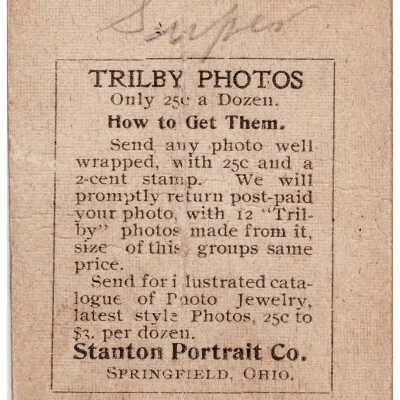 Super
TRILBY PHOTOS
Only 25c a Dozen.
How to Get Them.
Send any photo well
wrapped, with 25c and a
2-cent stamp. We will
promptly return post-paid
your photo, with 12 "Tril-
by" photos made from it,
size of this groups same
price.
Send for illustrated cata-
logue of Photo Jewelry,
latest style Photos, 25c to
$3. per dozen.
Stanton Portrait Co.
SPRINGFIELD, OHIO.